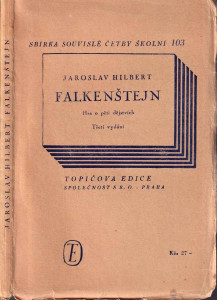 SBÍRKA SOUVISLÉ ČETBY ŠKOLNÍ 103
JAROSLAV HILBERT
FALKENŠTEJN
Hra o pěti dějstvích
Třetí vydání
TOPIČOVA EDICE
SPOLEČNOST S R. O. - PRAHA
Kčs 27 -
JAROSLAV HILBERT FALKENŠTEJN